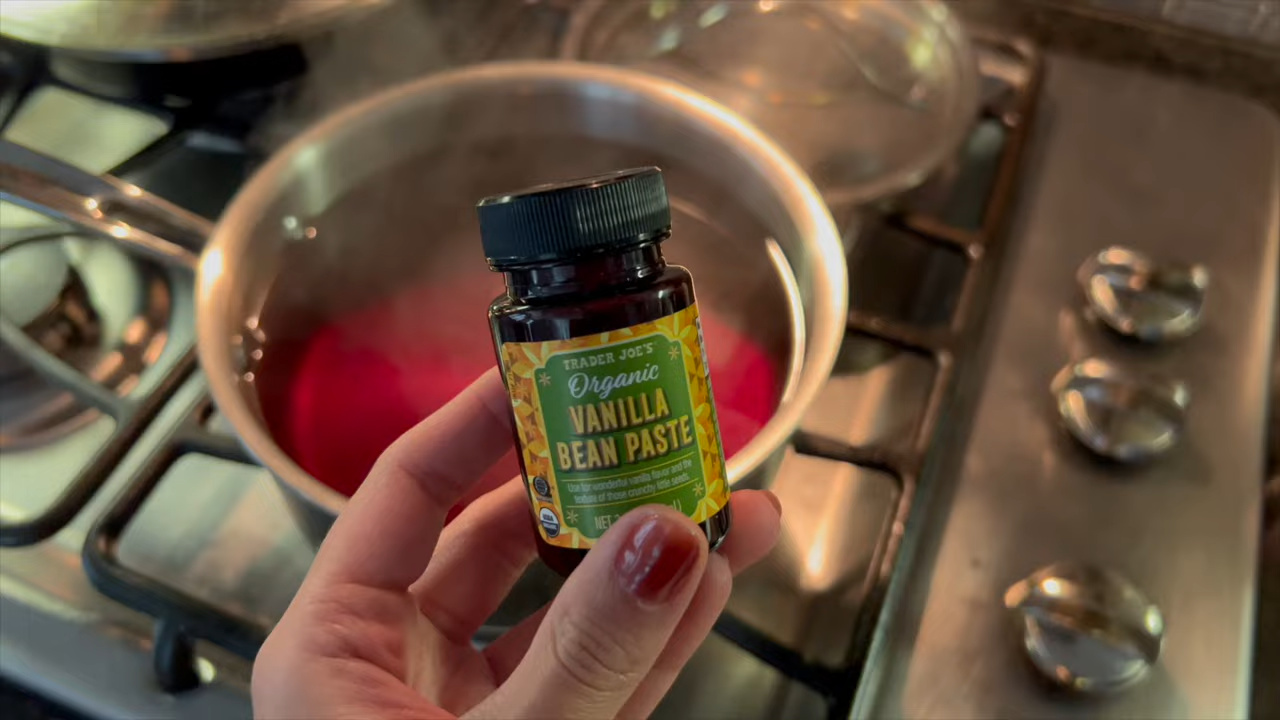 TRADER JOE'S
Organic
VANILLA
BEAN PASTE
Use for wonderful vanilla flavor and the
texture of those crunchy little seeds
NET